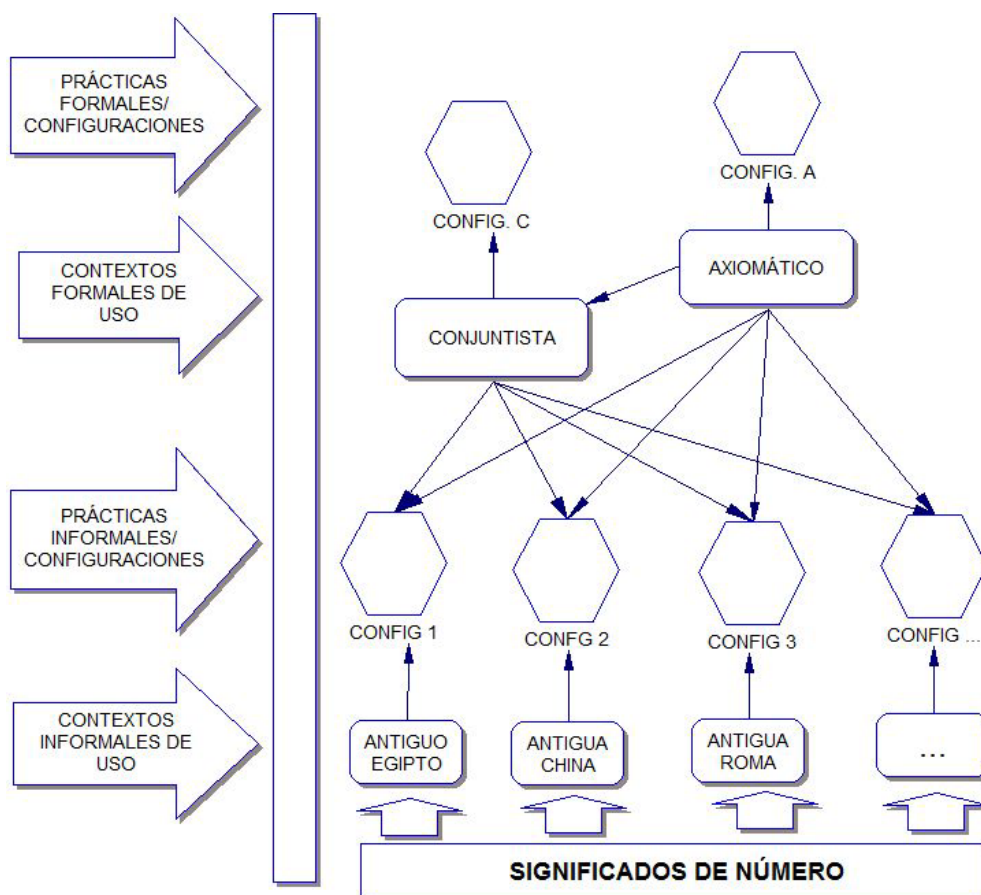 PRÁCTICAS
FORMALES/
CONFIGURACIONES
CONFIG. A
CONFIG. C
CONTEXTOS
FORMALES DE
USO
AXIOMÁTICO
CONJUNTISTA
PRÁCTICAS
INFORMALES/
CONFIGURACIONES
CONFIG 1
CONFG 2
CONFIG 3
CONFIG ...
CONTEXTOS
INFORMALES DE
USO
ANTIGUO
EGIPTO
ANTIGUA
CHINA
ANTIGUA
ROMA
...
SIGNIFICADOS DE NÚMERO